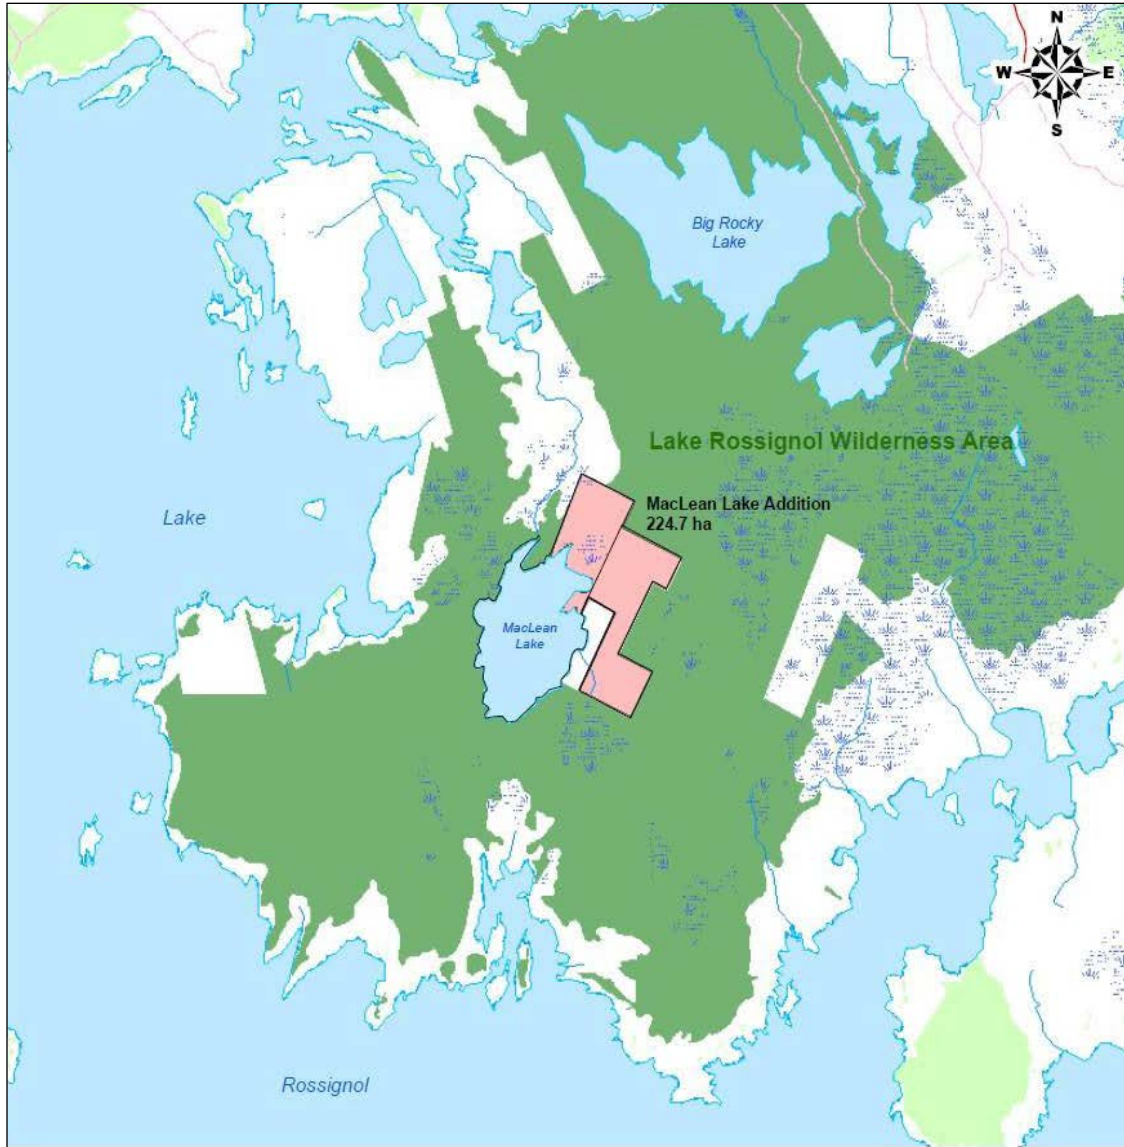 N
W E
S
Big Rocky
Lake
Lake Rossignol Wilderness Area
MacLean Lake Addition
224.7 ha
Lake
MacLean
Lake
Rossignol